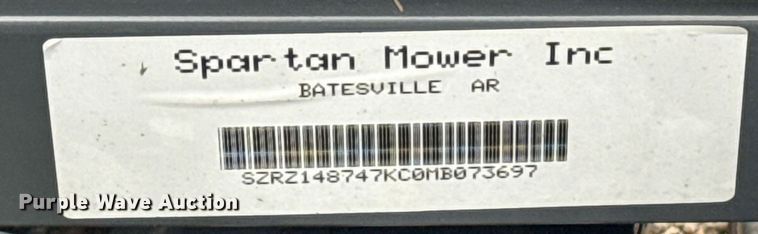 Spartan Mower Inc
BATESVILLE AR
SZRZ148747KC0MB073697
Purple Wave Auction